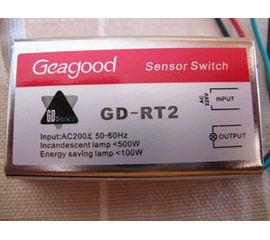 Geagood
Sensor Switch
GD
GD-RT2
AC
220V
INPUT
OUTPUT
Input:AC200V 50-60Hz
Incandescent lamp <500W
Energy saving lamp <100W